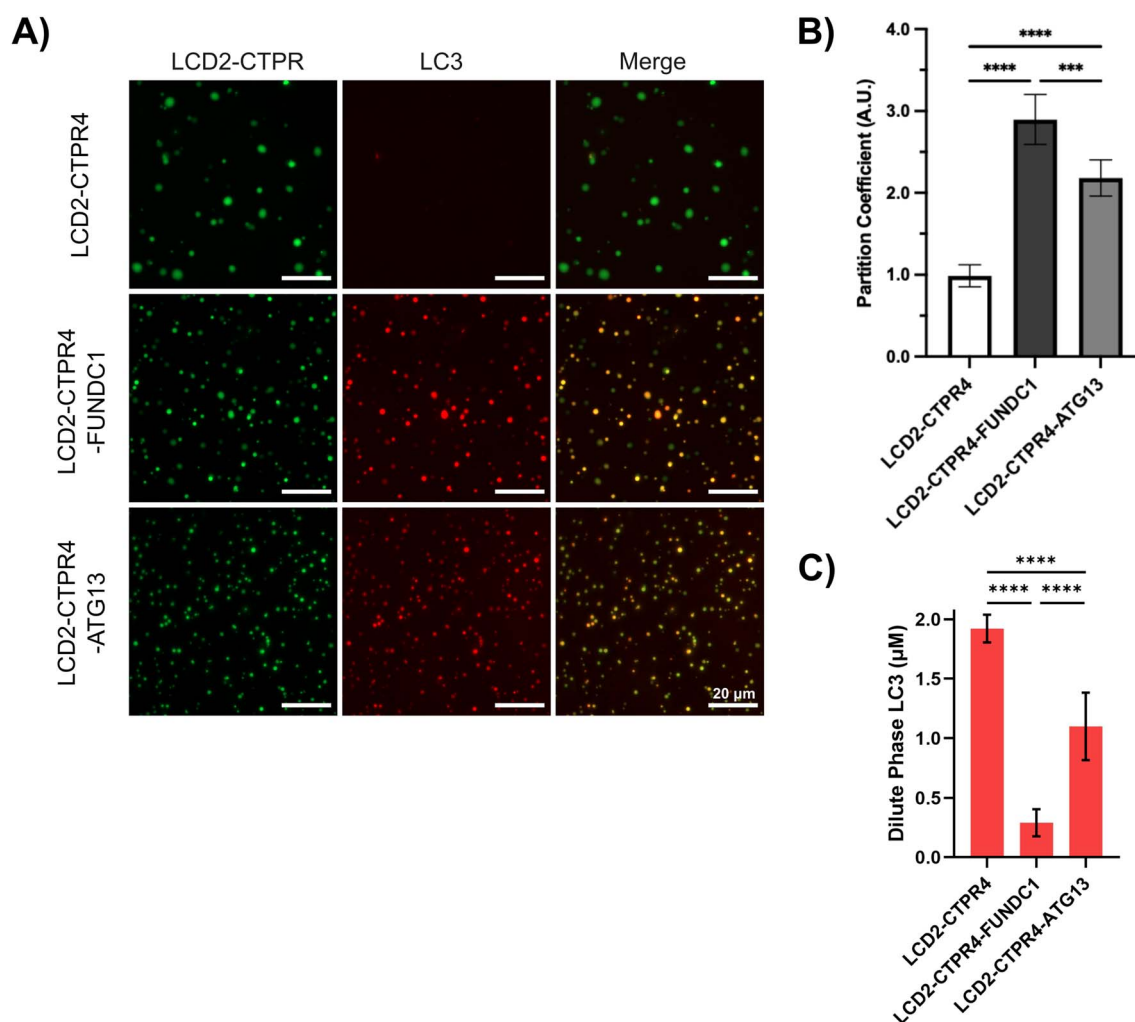 A)
LCD2-CTPR
LC3
Merge
LCD2-CTPR4
LCD2-CTPR4
-FUNDC1
LCD2-CTPR4
-ATG13
20 µm
B)
4.0
3.0
2.0
1.0
0.0
Partition Coefficient (A.U.)
****
****
***
LCD2-CTPR4
LCD2-CTPR4-FUNDC1
LCD2-CTPR4-ATG13
C)
2.0
1.5
1.0
0.5
0.0
Dilute Phase LC3 (µM)
****
****
****
LCD2-CTPR4
LCD2-CTPR4-FUNDC1
LCD2-CTPR4-ATG13